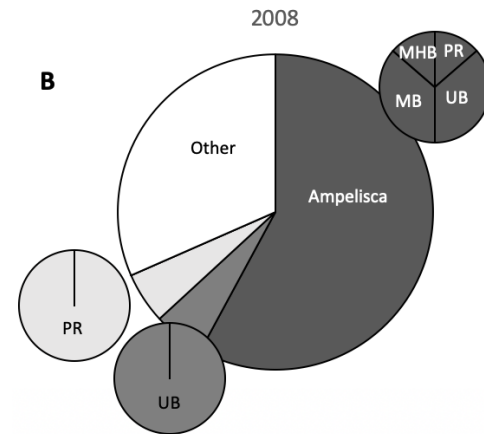 2008
B
MHB PR
MB UB
Other
Ampelisca
PR
UB